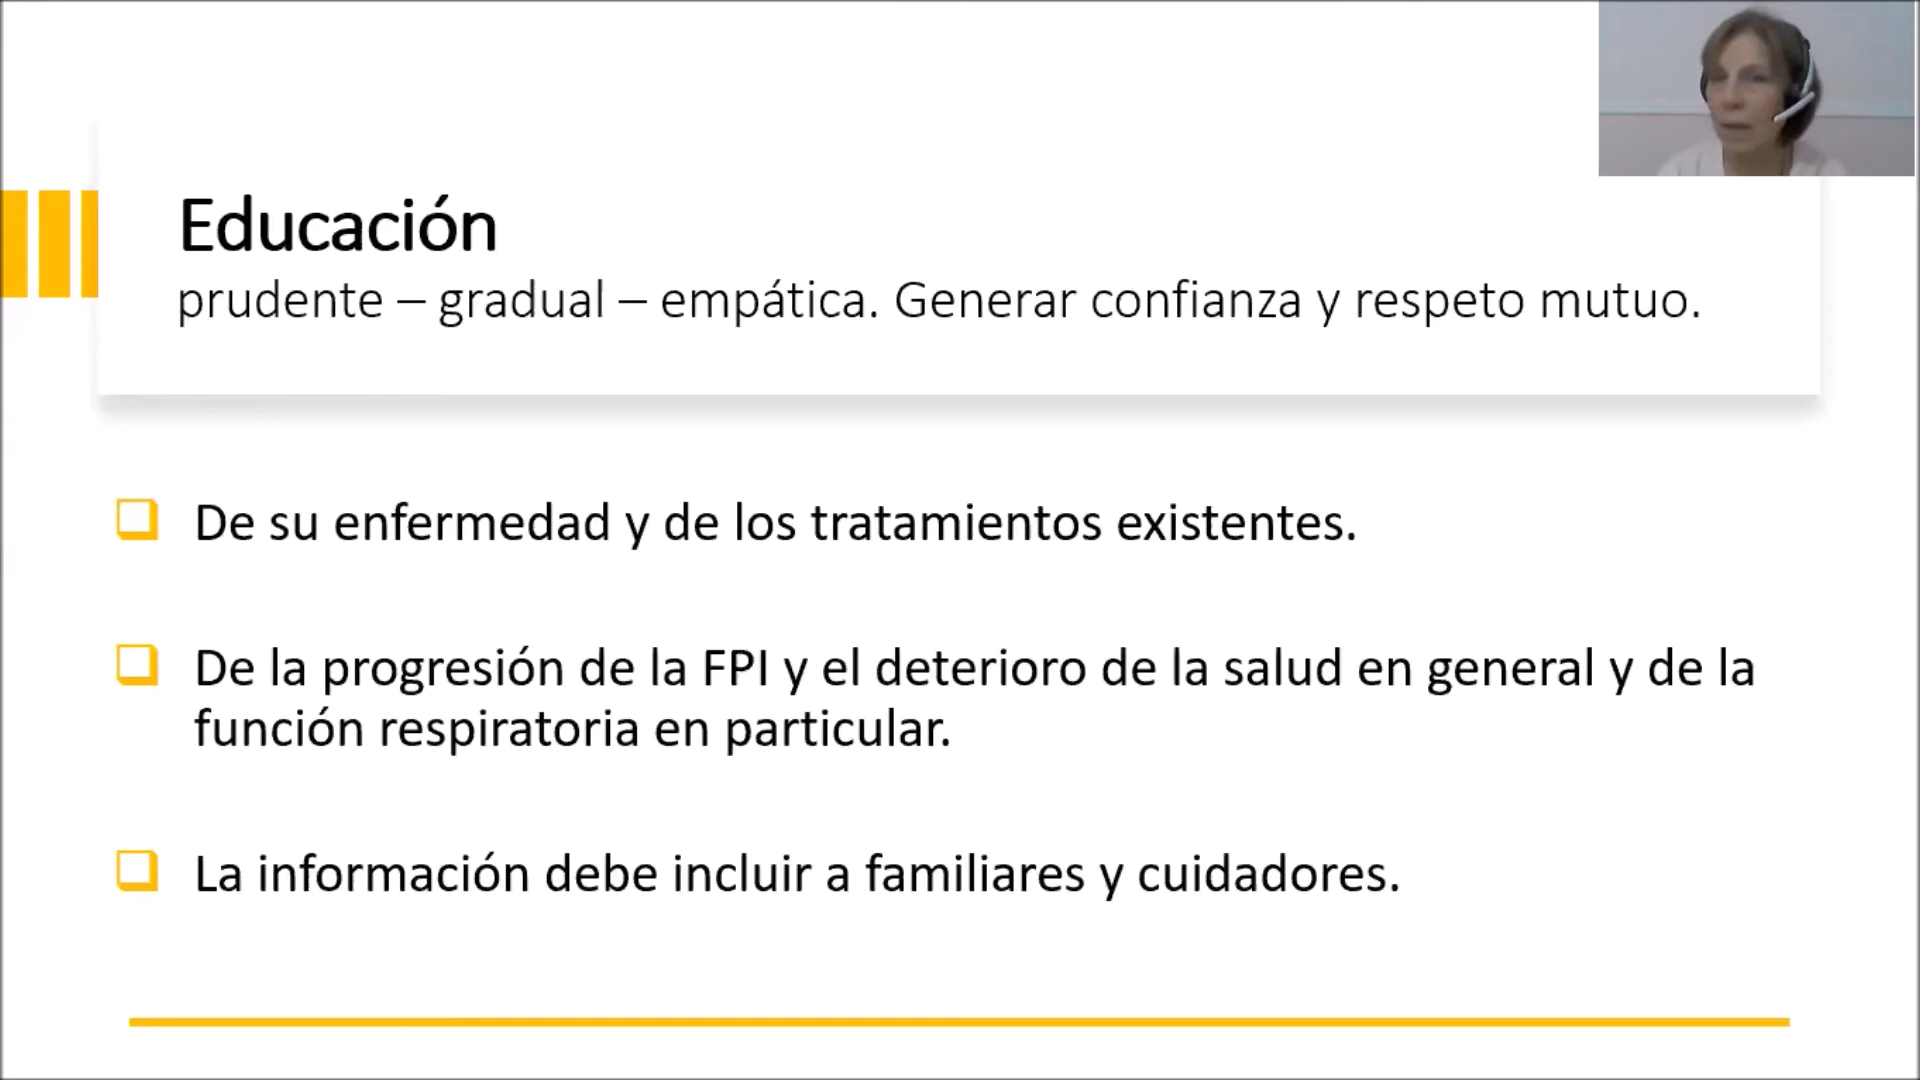 Educación
prudente – gradual – empática. Generar confianza y respeto mutuo.
De su enfermedad y de los tratamientos existentes.
De la progresión de la FPI y el deterioro de la salud en general y de la
función respiratoria en particular.
La información debe incluir a familiares y cuidadores.